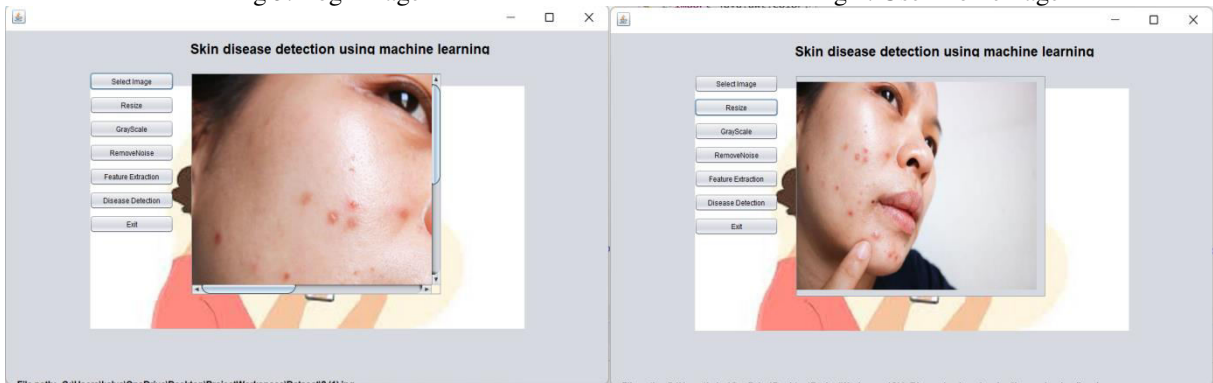 Skin disease detection using machine learning
Select Image
Resize
GrayScale
RemoveNoise
Feature Extraction
Disease Detection
Exit
Skin disease detection using machine learning
Select Image
Resize
GrayScale
RemoveNoise
Feature Extraction
Disease Detection
Exit